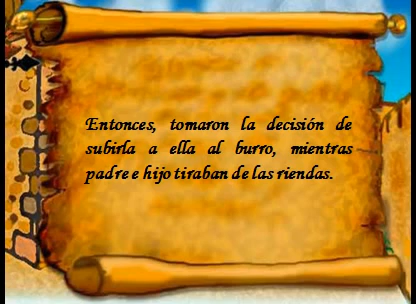 Entonces, tomaron la decisión de
subirla a ella al burro, mientras
padre e hijo tiraban de las riendas.